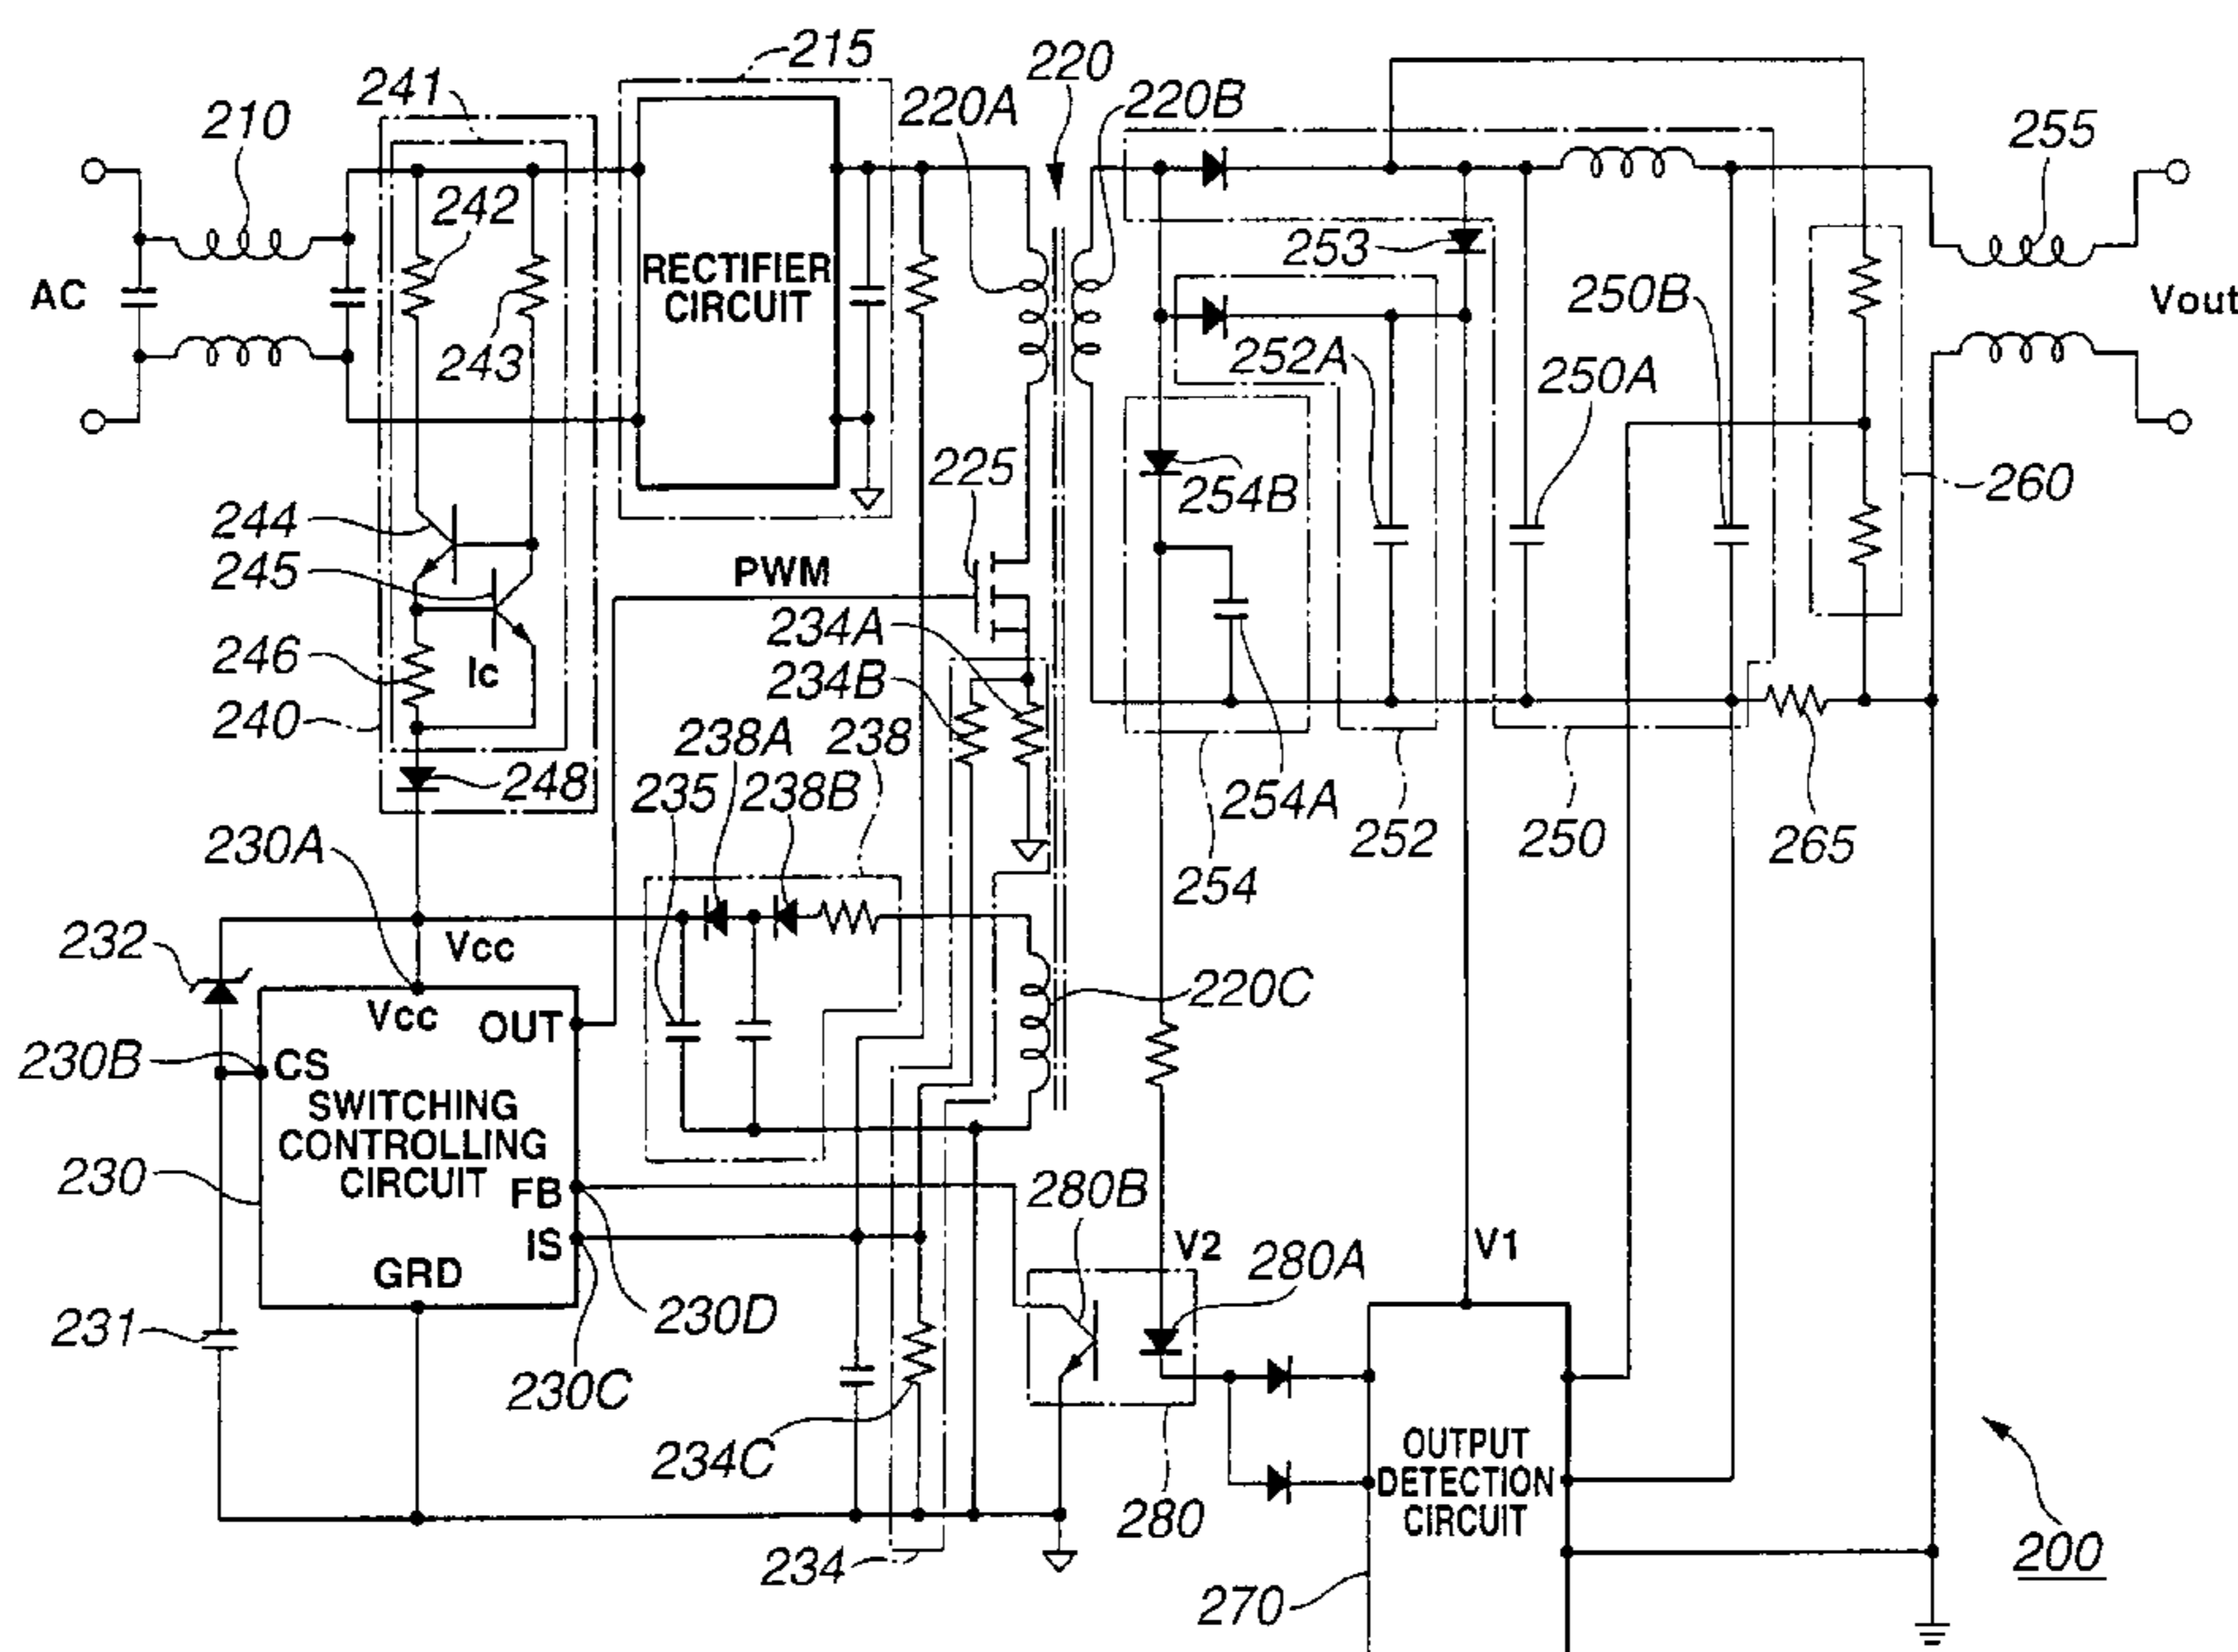 215
220
241
220A
220B
210
255
242
253
AC
RECTIFIER
CIRCUIT
250B
Vout
243
252A
250A
225
254B
260
244
PWM
245
234A
246
Ic
234B
240
238A
238
248
235
238B
254A
252
250
265
230A
254
232
Vcc
220C
Vcc
OUT
230B
CS
SWITCHING
CONTROLLING
CIRCUIT
230
FB
280B
IS
V2
280A
V1
GRD
231
230D
230C
234C
OUTPUT
DETECTION
CIRCUIT
280
234
200
270